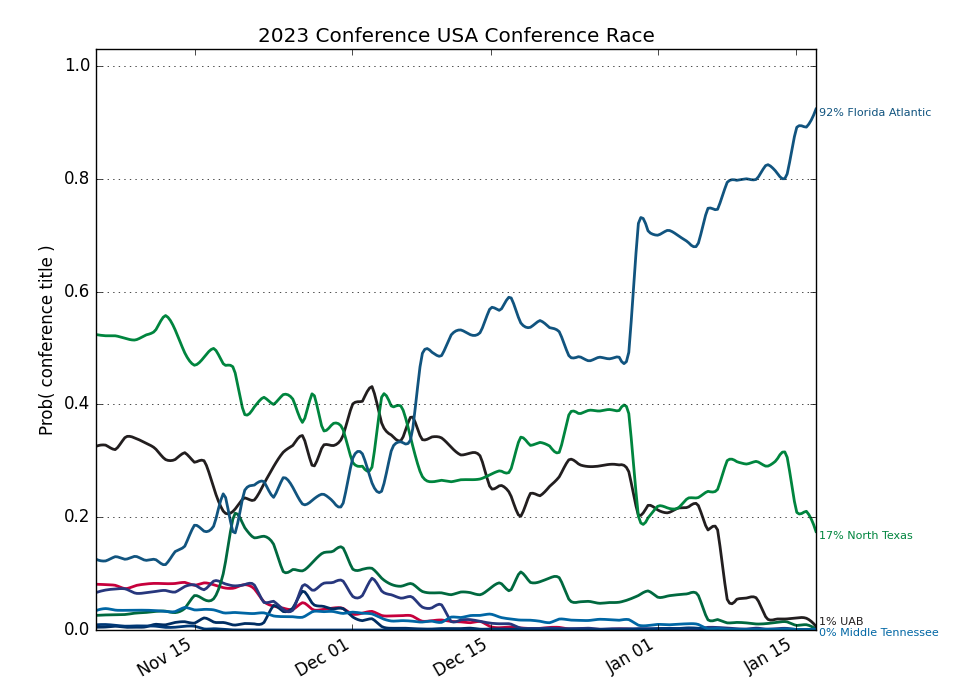 2023 Conference USA Conference Race
Prob( conference title )
1.0
0.8
0.6
0.4
0.2
0.0
92% Florida Atlantic
17% North Texas
1% UAB
0% Middle Tennessee
Nov 15
Dec 01
Dec 15
Jan 01
Jan 15